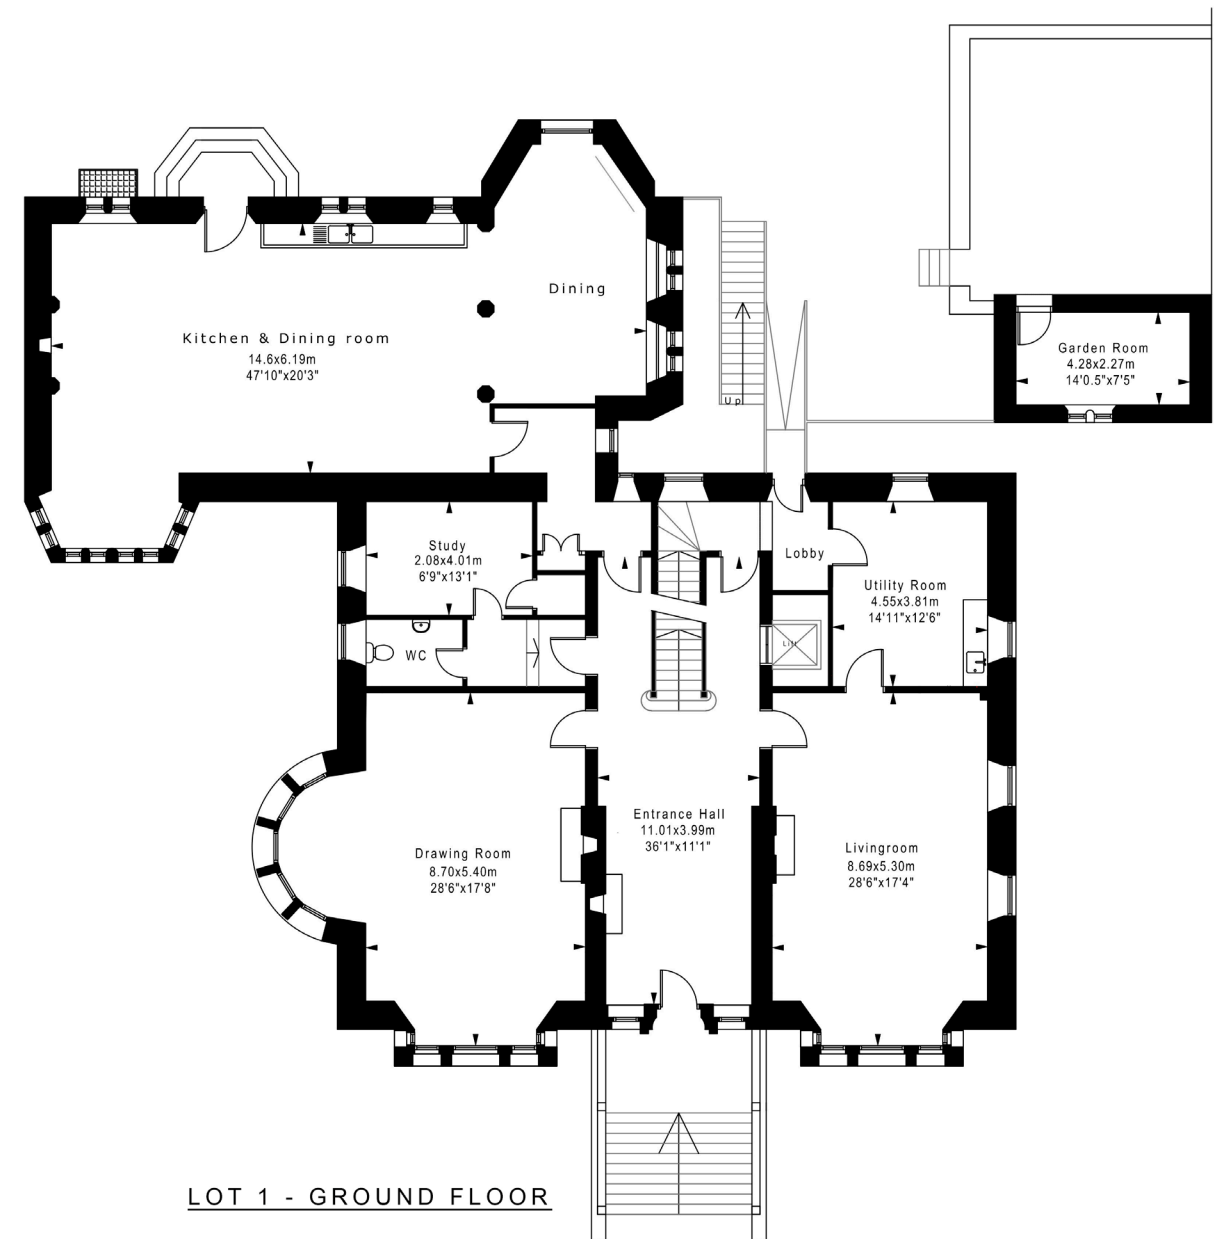 Dining
Kitchen & Dining room
14.6x6.19m
47'10"x20'3"
Garden Room
4.28x2.27m
14'0.5"x7'5"
Up
Study
2.08x4.01m
6'9"x13'1"
Lobby
Utility Room
4.55x3.81m
14'11"x12'6"
WC
Lift
Entrance Hall
11.01x3.99m
36'1"x11'1"
Drawing Room
8.70x5.40m
28'6"x17'8"
Livingroom
8.69x5.30m
28'6"x17'4"
LOT 1 - GROUND FLOOR